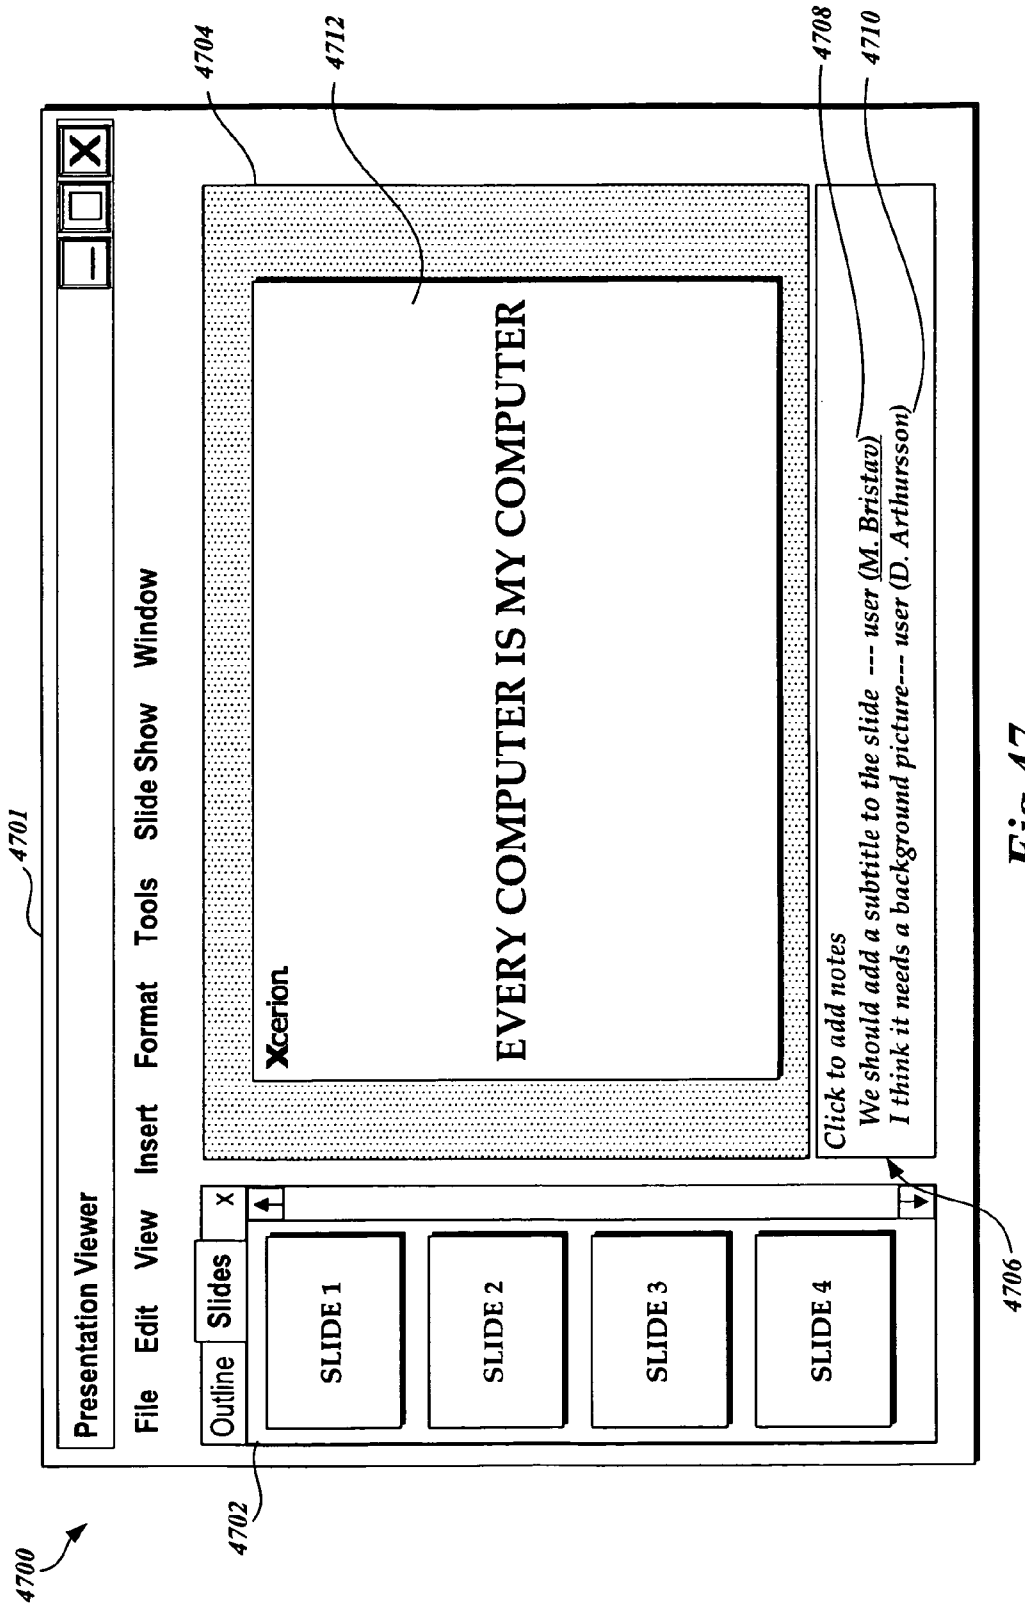 4700
4701
Presentation Viewer
File Edit View Insert Format Tools Slide Show Window
4702
Outline Slides X
SLIDE 1
SLIDE 2
SLIDE 3
SLIDE 4
4704
4712
Xcerion
EVERY COMPUTER IS MY COMPUTER
4706
Click to add notes
We should add a subtitle to the slide --- user (M. Bristav)
I think it needs a background picture--- user (D. Arthursson)
4708
4710
Fig. 47